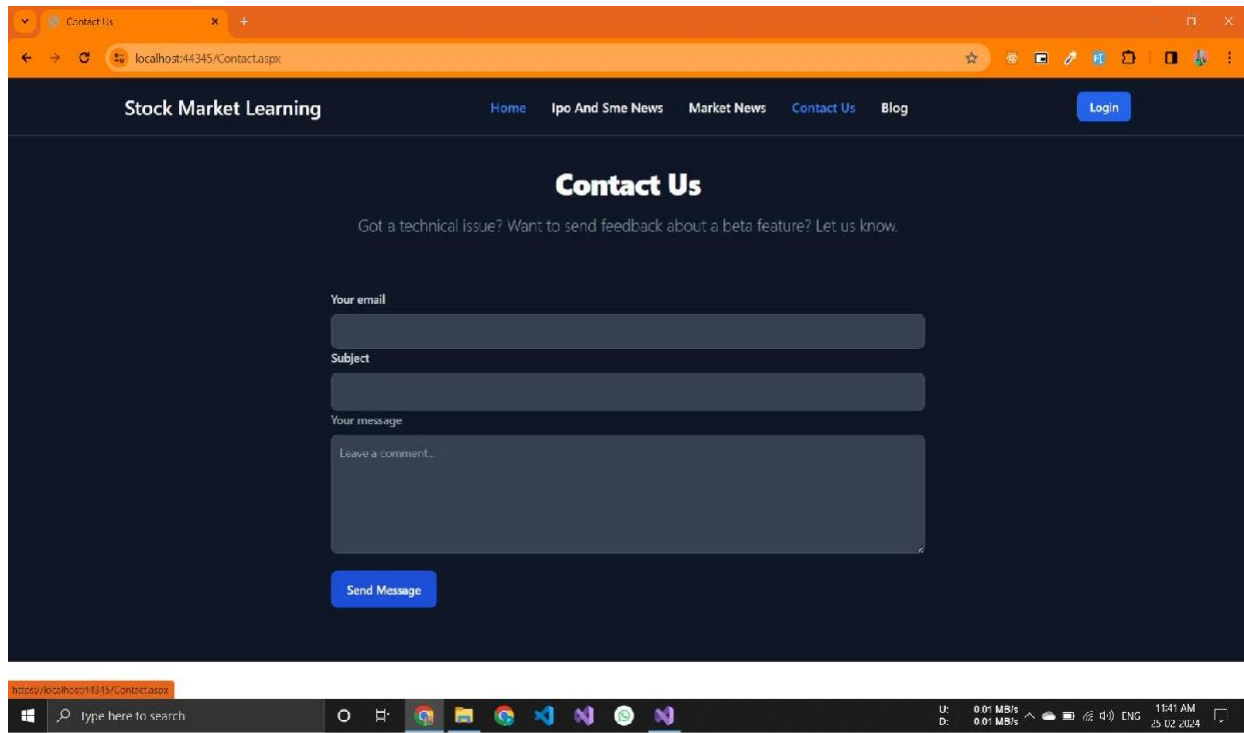 Contact Us
localhost:44345/Contact.aspx
Stock Market Learning
Home Ipo And Sme News Market News Contact Us Blog
Login
Contact Us
Got a technical issue? Want to send feedback about a beta feature? Let us know.
Your email
Subject
Your message
Leave a comment...
Send Message
https://localhost:44345/Contact.aspx
Type here to search
U: 0.01 MB/s
D: 0.01 MB/s
ENG
11:41 AM
25-02-2024